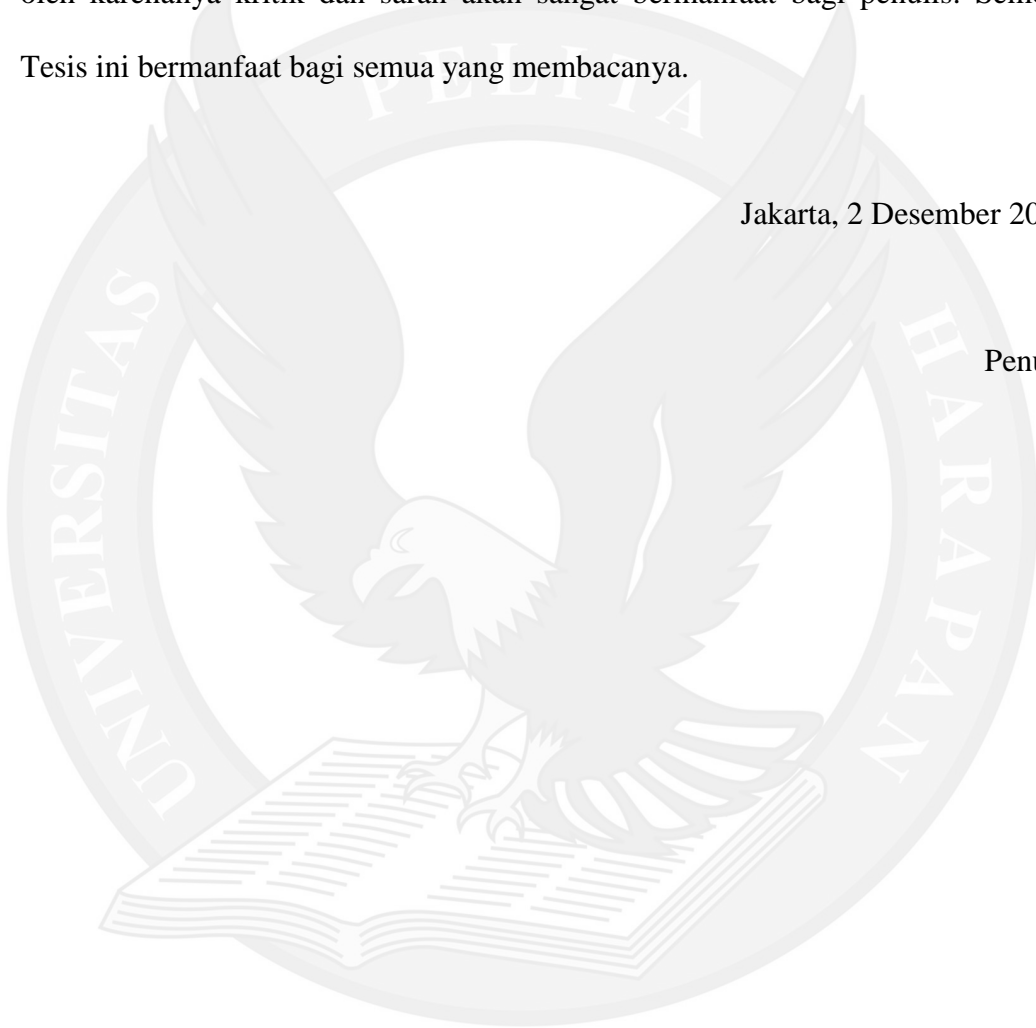 oleh karenanya kritik dan saran akan sangat bermanfaat bagi penulis.
Tesis ini bermanfaat bagi semua yang membacanya.
Jakarta, 2 Desember 20
Penu
UNIVERSITAS PELITA HARAPAN